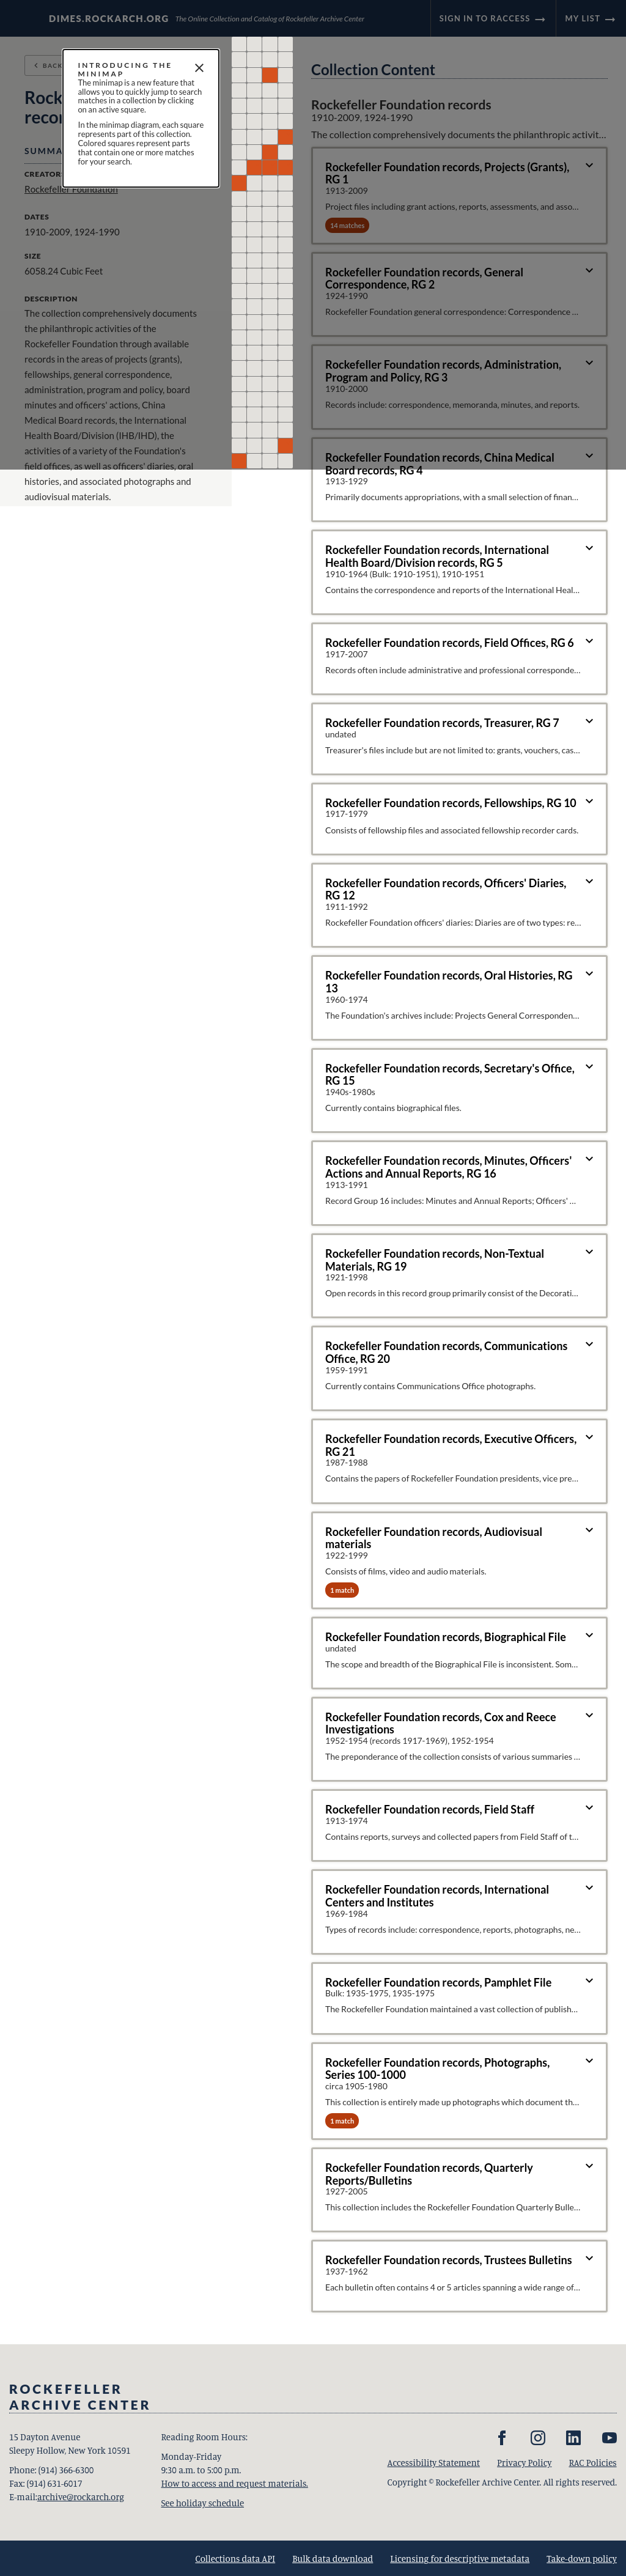 DIMES.ROCKARCH.ORG The Online Collection and Catalog of Rockefeller Archive Center
SIGN IN TO RACCESS
MY LIST
BACK
Rock
recor
SUMMA
CREATOR
Rockefeller Foundation
DATES
1910-2009, 1924-1990
SIZE
6058.24 Cubic Feet
DESCRIPTION
The collection comprehensively documents
the philanthropic activities of the
Rockefeller Foundation through available
records in the areas of projects (grants),
fellowships, general correspondence,
administration, program and policy, board
minutes and officers' actions, China
Medical Board records, the International
Health Board/Division (IHB/IHD), the
activities of a variety of the Foundation's
field offices, as well as officers' diaries, oral
histories, and associated photographs and
audiovisual materials.
INTRODUCING THE
MINIMAP
The minimap is a new feature that
allows you to quickly jump to search
matches in a collection by clicking
on an active square.
In the minimap diagram, each square
represents part of this collection.
Colored squares represent parts
that contain one or more matches
for your search.
Collection Content
Rockefeller Foundation records
1910-2009, 1924-1990
The collection comprehensively documents the philanthropic activit...
Rockefeller Foundation records, Projects (Grants),
RG 1
1913-2009
Project files including grant actions, reports, assessments, and asso...
14 matches
Rockefeller Foundation records, General
Correspondence, RG 2
1924-1990
Rockefeller Foundation general correspondence: Correspondence ...
Rockefeller Foundation records, Administration,
Program and Policy, RG 3
1910-2000
Records include: correspondence, memoranda, minutes, and reports.
Rockefeller Foundation records, China Medical
Board records, RG 4
1913-1929
Primarily documents appropriations, with a small selection of finan...
Rockefeller Foundation records, International
Health Board/Division records, RG 5
1910-1964 (Bulk: 1910-1951), 1910-1951
Contains the correspondence and reports of the International Heal...
Rockefeller Foundation records, Field Offices, RG 6
1917-2007
Records often include administrative and professional corresponde...
Rockefeller Foundation records, Treasurer, RG 7
undated
Treasurer's files include but are not limited to: grants, vouchers, cas...
Rockefeller Foundation records, Fellowships, RG 10
1917-1979
Consists of fellowship files and associated fellowship recorder cards.
Rockefeller Foundation records, Officers' Diaries,
RG 12
1911-1992
Rockefeller Foundation officers' diaries: Diaries are of two types: re...
Rockefeller Foundation records, Oral Histories, RG
13
1960-1974
The Foundation's archives include: Projects General Corresponden...
Rockefeller Foundation records, Secretary's Office,
RG 15
1940s-1980s
Currently contains biographical files.
Rockefeller Foundation records, Minutes, Officers'
Actions and Annual Reports, RG 16
1913-1991
Record Group 16 includes: Minutes and Annual Reports; Officers' ...
Rockefeller Foundation records, Non-Textual
Materials, RG 19
1921-1998
Open records in this record group primarily consist of the Decorati...
Rockefeller Foundation records, Communications
Office, RG 20
1959-1991
Currently contains Communications Office photographs.
Rockefeller Foundation records, Executive Officers,
RG 21
1987-1988
Contains the papers of Rockefeller Foundation presidents, vice pre...
Rockefeller Foundation records, Audiovisual
materials
1922-1999
Consists of films, video and audio materials.
1 match
Rockefeller Foundation records, Biographical File
undated
The scope and breadth of the Biographical File is inconsistent. Som...
Rockefeller Foundation records, Cox and Reece
Investigations
1952-1954 (records 1917-1969), 1952-1954
The preponderance of the collection consists of various summaries ...
Rockefeller Foundation records, Field Staff
1913-1974
Contains reports, surveys and collected papers from Field Staff of t...
Rockefeller Foundation records, International
Centers and Institutes
1969-1984
Types of records include: correspondence, reports, photographs, ne...
Rockefeller Foundation records, Pamphlet File
Bulk: 1935-1975, 1935-1975
The Rockefeller Foundation maintained a vast collection of publish...
Rockefeller Foundation records, Photographs,
Series 100-1000
circa 1905-1980
This collection is entirely made up photographs which document th...
1 match
Rockefeller Foundation records, Quarterly
Reports/Bulletins
1927-2005
This collection includes the Rockefeller Foundation Quarterly Bulle...
Rockefeller Foundation records, Trustees Bulletins
1937-1962
Each bulletin often contains 4 or 5 articles spanning a wide range of...
ROCKEFELLER
ARCHIVE CENTER
15 Dayton Avenue
Sleepy Hollow, New York 10591
Phone: (914) 366-6300
Fax: (914) 631-6017
E-mail:archive@rockarch.org
Reading Room Hours:
Monday-Friday
9:30 a.m. to 5:00 p.m.
How to access and request materials.
See holiday schedule
Accessibility Statement
Privacy Policy
RAC Policies
Copyright © Rockefeller Archive Center. All rights reserved.
Collections data API
Bulk data download
Licensing for descriptive metadata
Take-down policy